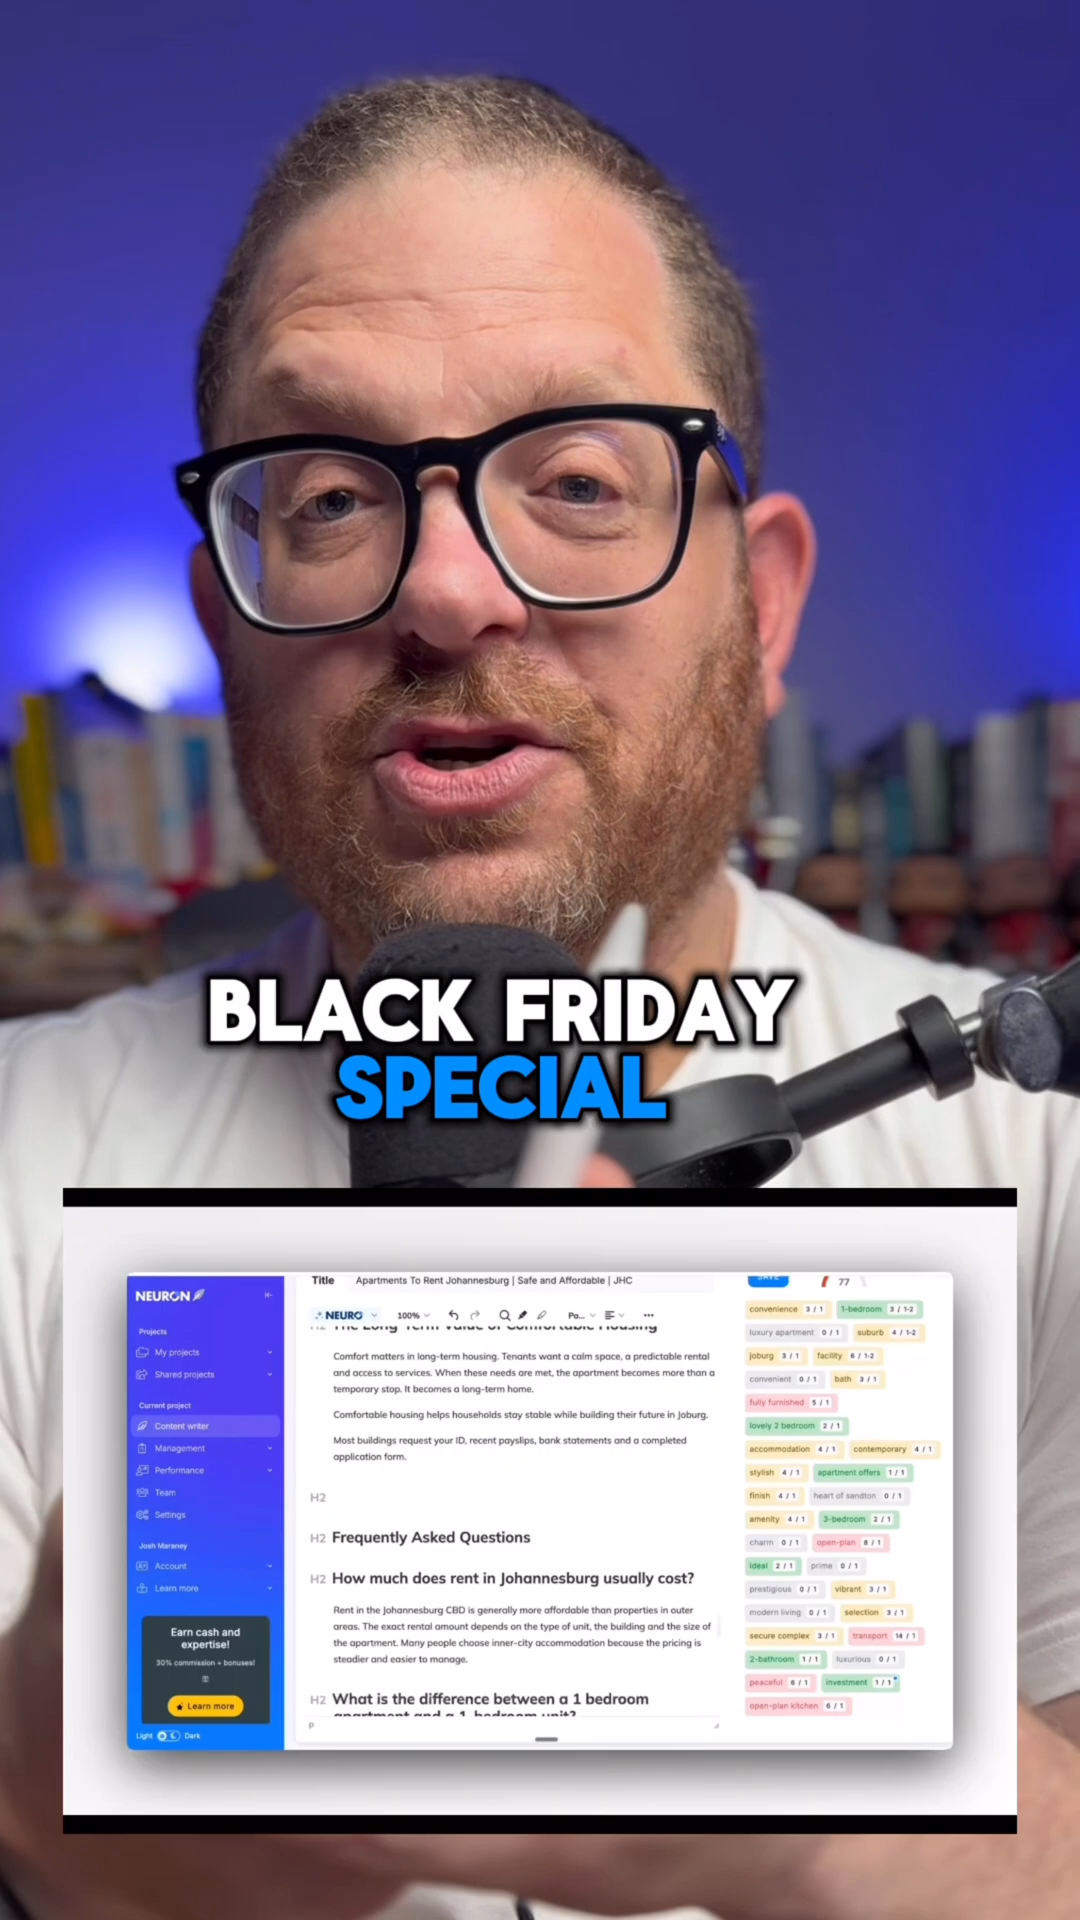 BLACK FRIDAY
SPECIAL
NEURON
Projects
My projects
Shared projects
Current project
Content writer
Management
Performance
Team
Settings
Josh Maraney
Account
Learn more
Earn cash and
expertise!
30% commission + bonuses!
Learn more
Light Dark
Title Apartments To Rent Johannesburg | Safe and Affordable | JHC
NEURO 100% Pa...
H2 The Long-Term Value of Comfortable Housing
Comfort matters in long-term housing. Tenants want a calm space, a predictable rental
and access to services. When these needs are met, the apartment becomes more than a
temporary stop. It becomes a long-term home.
Comfortable housing helps households stay stable while building their future in Joburg.
Most buildings request your ID, recent payslips, bank statements and a completed
application form.
H2
H2 Frequently Asked Questions
H2 How much does rent in Johannesburg usually cost?
Rent in the Johannesburg CBD is generally more affordable than properties in outer
areas. The exact rental amount depends on the type of unit, the building and the size of
the apartment. Many people choose inner-city accommodation because the pricing is
steadier and easier to manage.
H2 What is the difference between a 1 bedroom
apartment and a 1-bedroom unit?
P
SAVE 77
convenience 3 / 1 1-bedroom 3 / 1-2
luxury apartment 0 / 1 suburb 4 / 1-2
joburg 3 / 1 facility 6 / 1-2
convenient 0 / 1 bath 3 / 1
fully furnished 5 / 1
lovely 2 bedroom 2 / 1
accommodation 4 / 1 contemporary 4 / 1
stylish 4 / 1 apartment offers 1 / 1
finish 4 / 1 heart of sandton 0 / 1
amenity 4 / 1 3-bedroom 2 / 1
charm 0 / 1 open-plan 8 / 1
ideal 2 / 1 prime 0 / 1
prestigious 0 / 1 vibrant 3 / 1
modern living 0 / 1 selection 3 / 1
secure complex 3 / 1 transport 14 / 1
2-bathroom 1 / 1 luxurious 0 / 1
peaceful 6 / 1 investment 1 / 1
open-plan kitchen 6 / 1